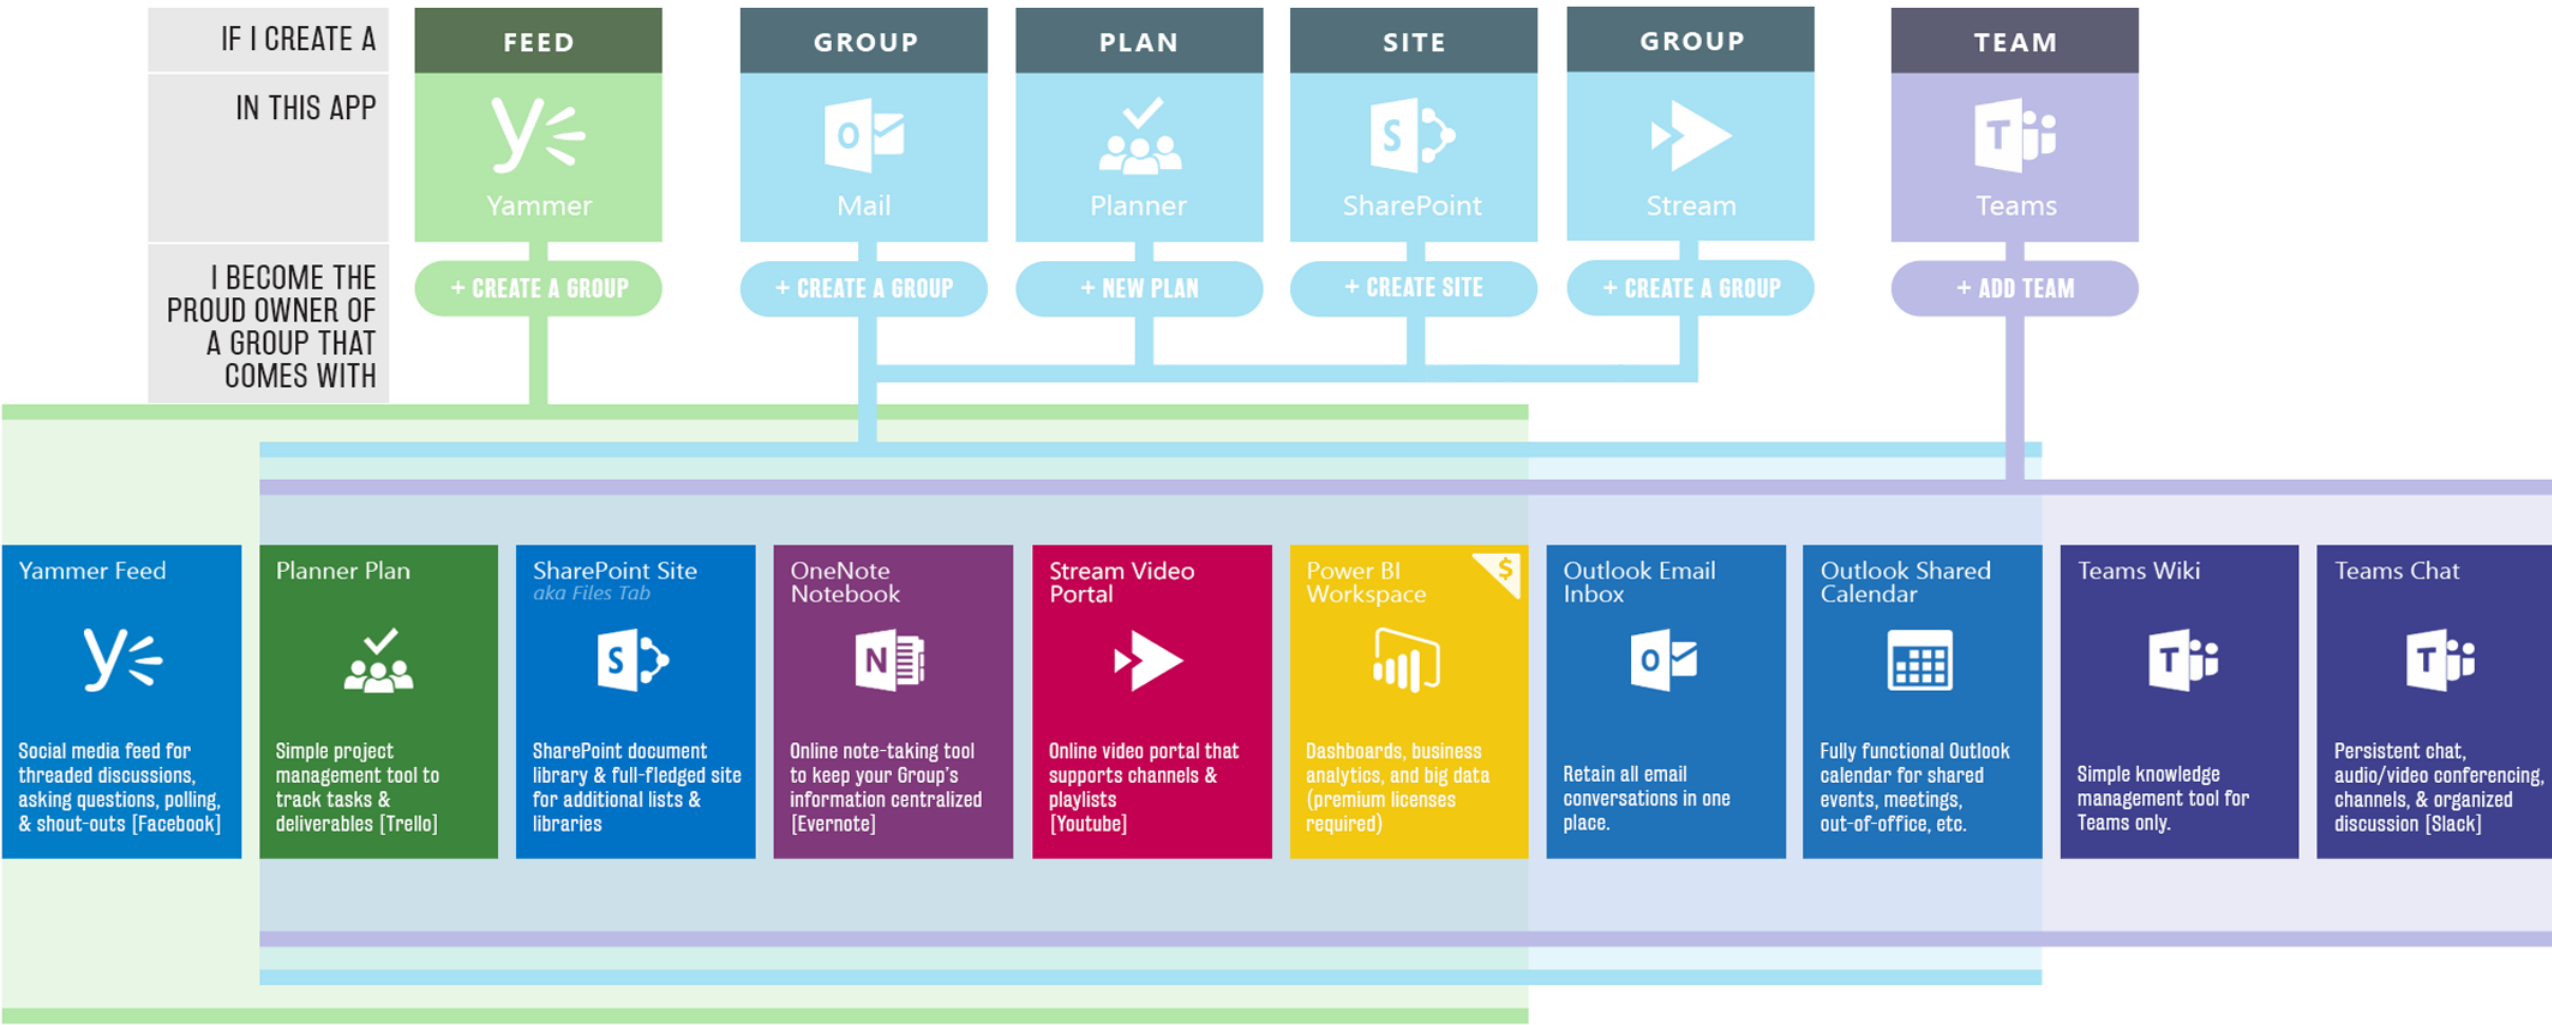 IF I CREATE A
FEED
GROUP
PLAN
SITE
GROUP
TEAM
IN THIS APP
Yammer
Mail
Planner
SharePoint
Stream
Teams
I BECOME THE
PROUD OWNER OF
A GROUP THAT
COMES WITH
+ CREATE A GROUP
+ CREATE A GROUP
+ NEW PLAN
+ CREATE SITE
+ CREATE A GROUP
+ ADD TEAM
Yammer Feed
Social media feed for
threaded discussions,
asking questions, polling,
& shout-outs [Facebook]
Planner Plan
Simple project
management tool to
track tasks &
deliverables [Trello]
SharePoint Site
aka Files Tab
S
SharePoint document
library & full-fledged site
for additional lists &
libraries
OneNote
Notebook
N
Online note-taking tool
to keep your Group's
information centralized
[Evernote]
Stream Video
Portal
Online video portal that
supports channels &
playlists
[Youtube]
Power BI
Workspace
$
Dashboards, business
analytics, and big data
(premium licenses
required)
Outlook Email
Inbox
O
Retain all email
conversations in one
place.
Outlook Shared
Calendar
Fully functional Outlook
calendar for shared
events, meetings,
out-of-office, etc.
Teams Wiki
T
Simple knowledge
management tool for
Teams only.
Teams Chat
T
Persistent chat,
audio/video conferencing,
channels, & organized
discussion [Slack]